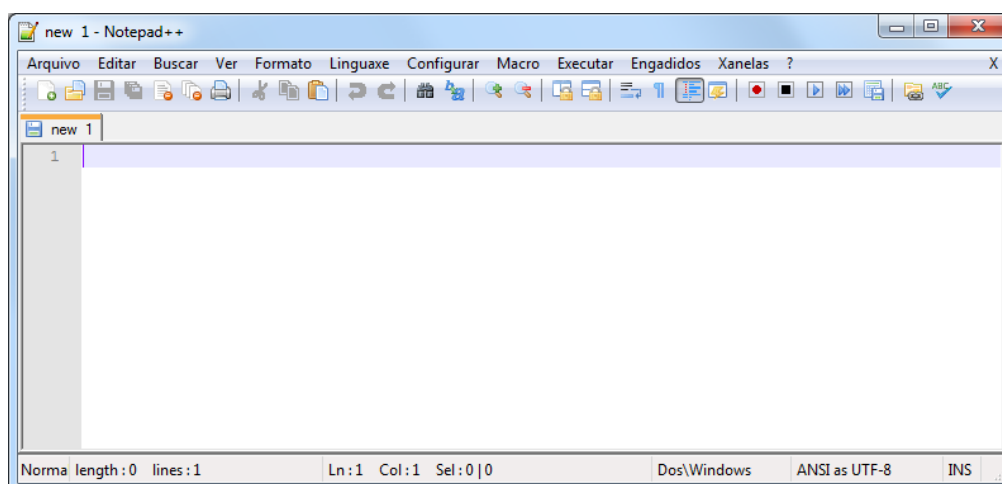 new 1 - Notepad++
Arquivo Editar Buscar Ver Formato Linguaxe Configurar Macro Executar Engadidos Xanelas ? X
ABC
new 1
1
Norma length : 0 lines : 1 Ln : 1 Col : 1 Sel : 0 | 0 Dos\Windows ANSI as UTF-8 INS